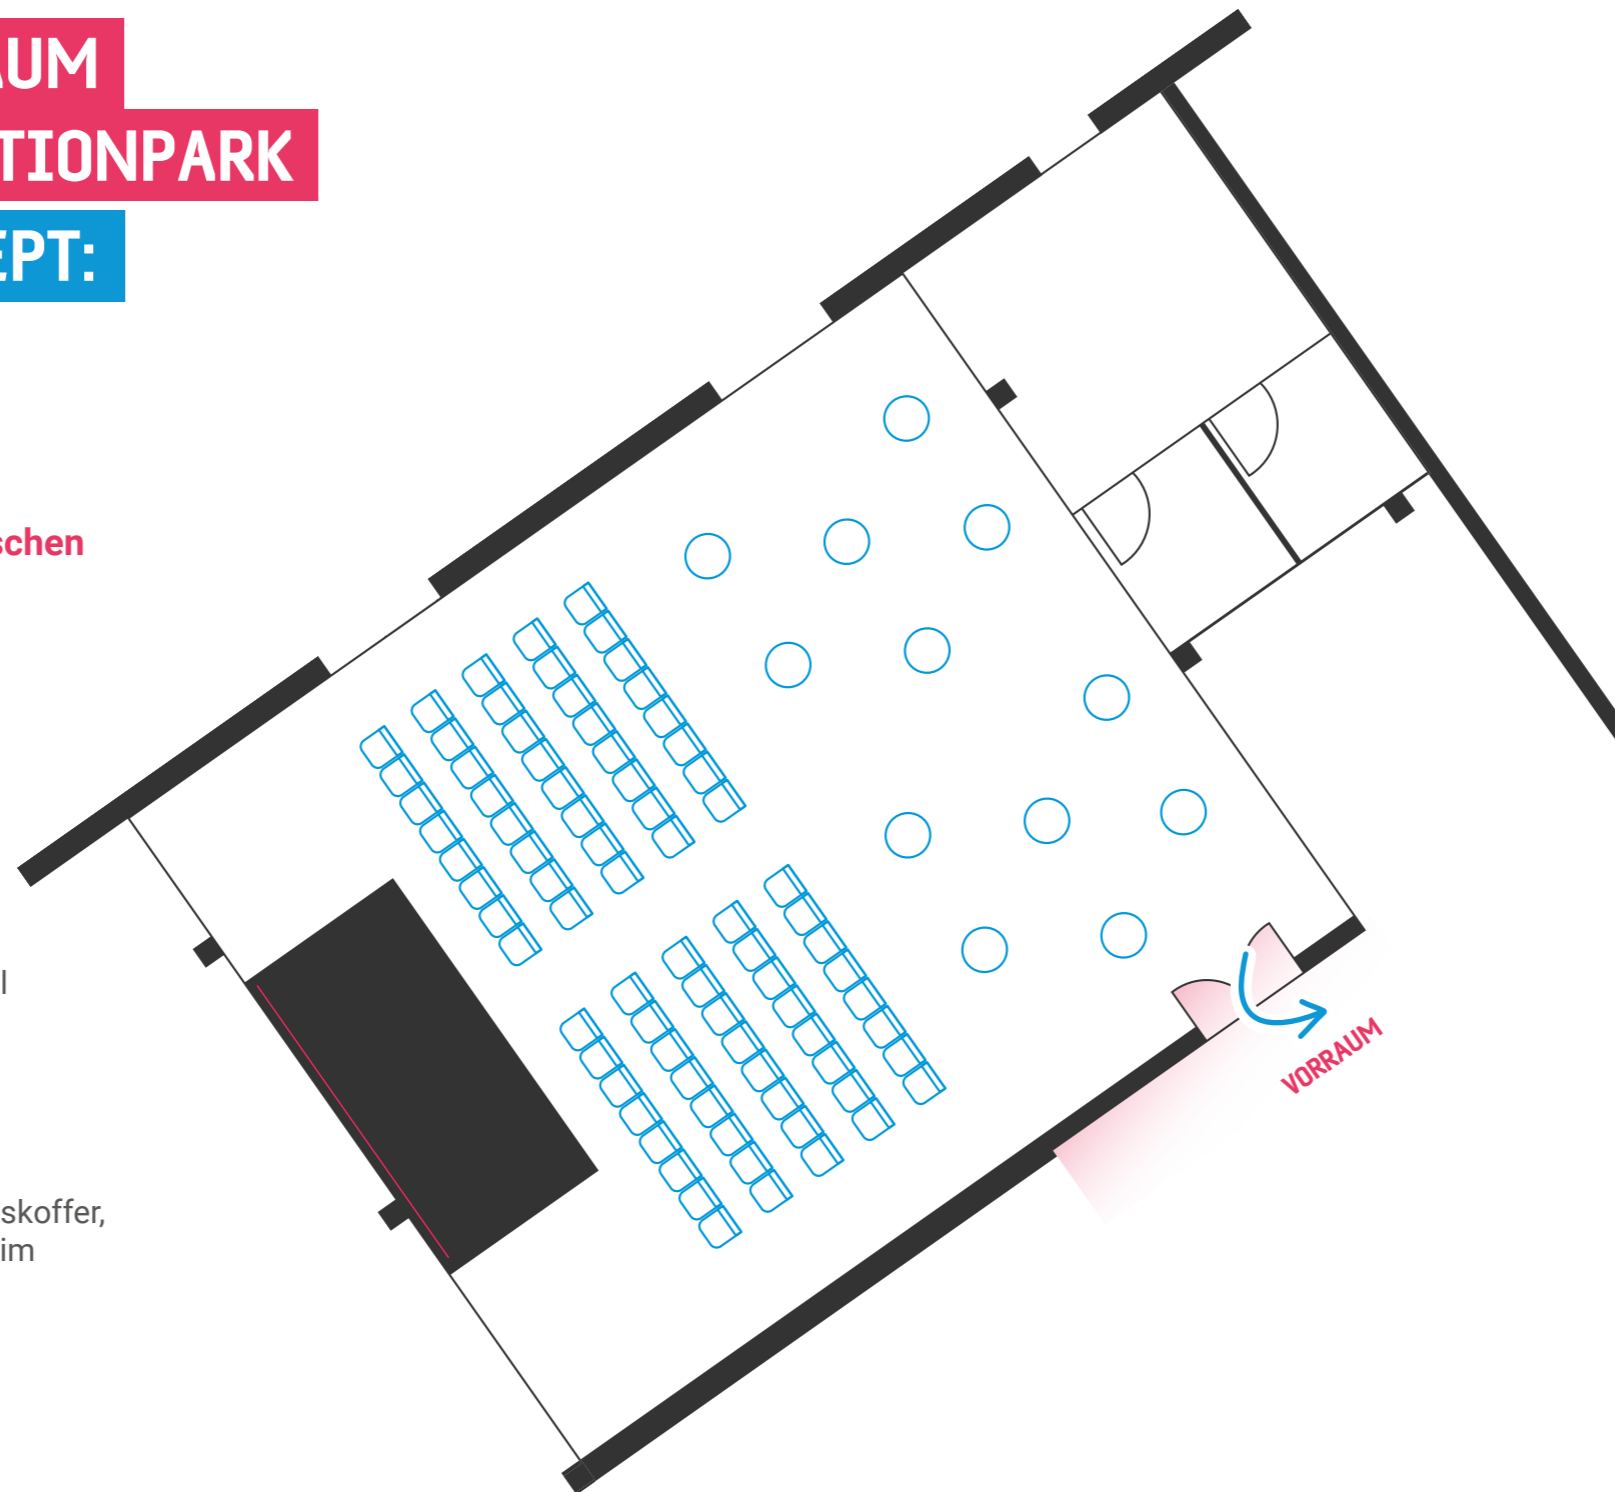 AUM
TIONPARK
EPT:
schen
l
skoffer,
im
VORRAUM